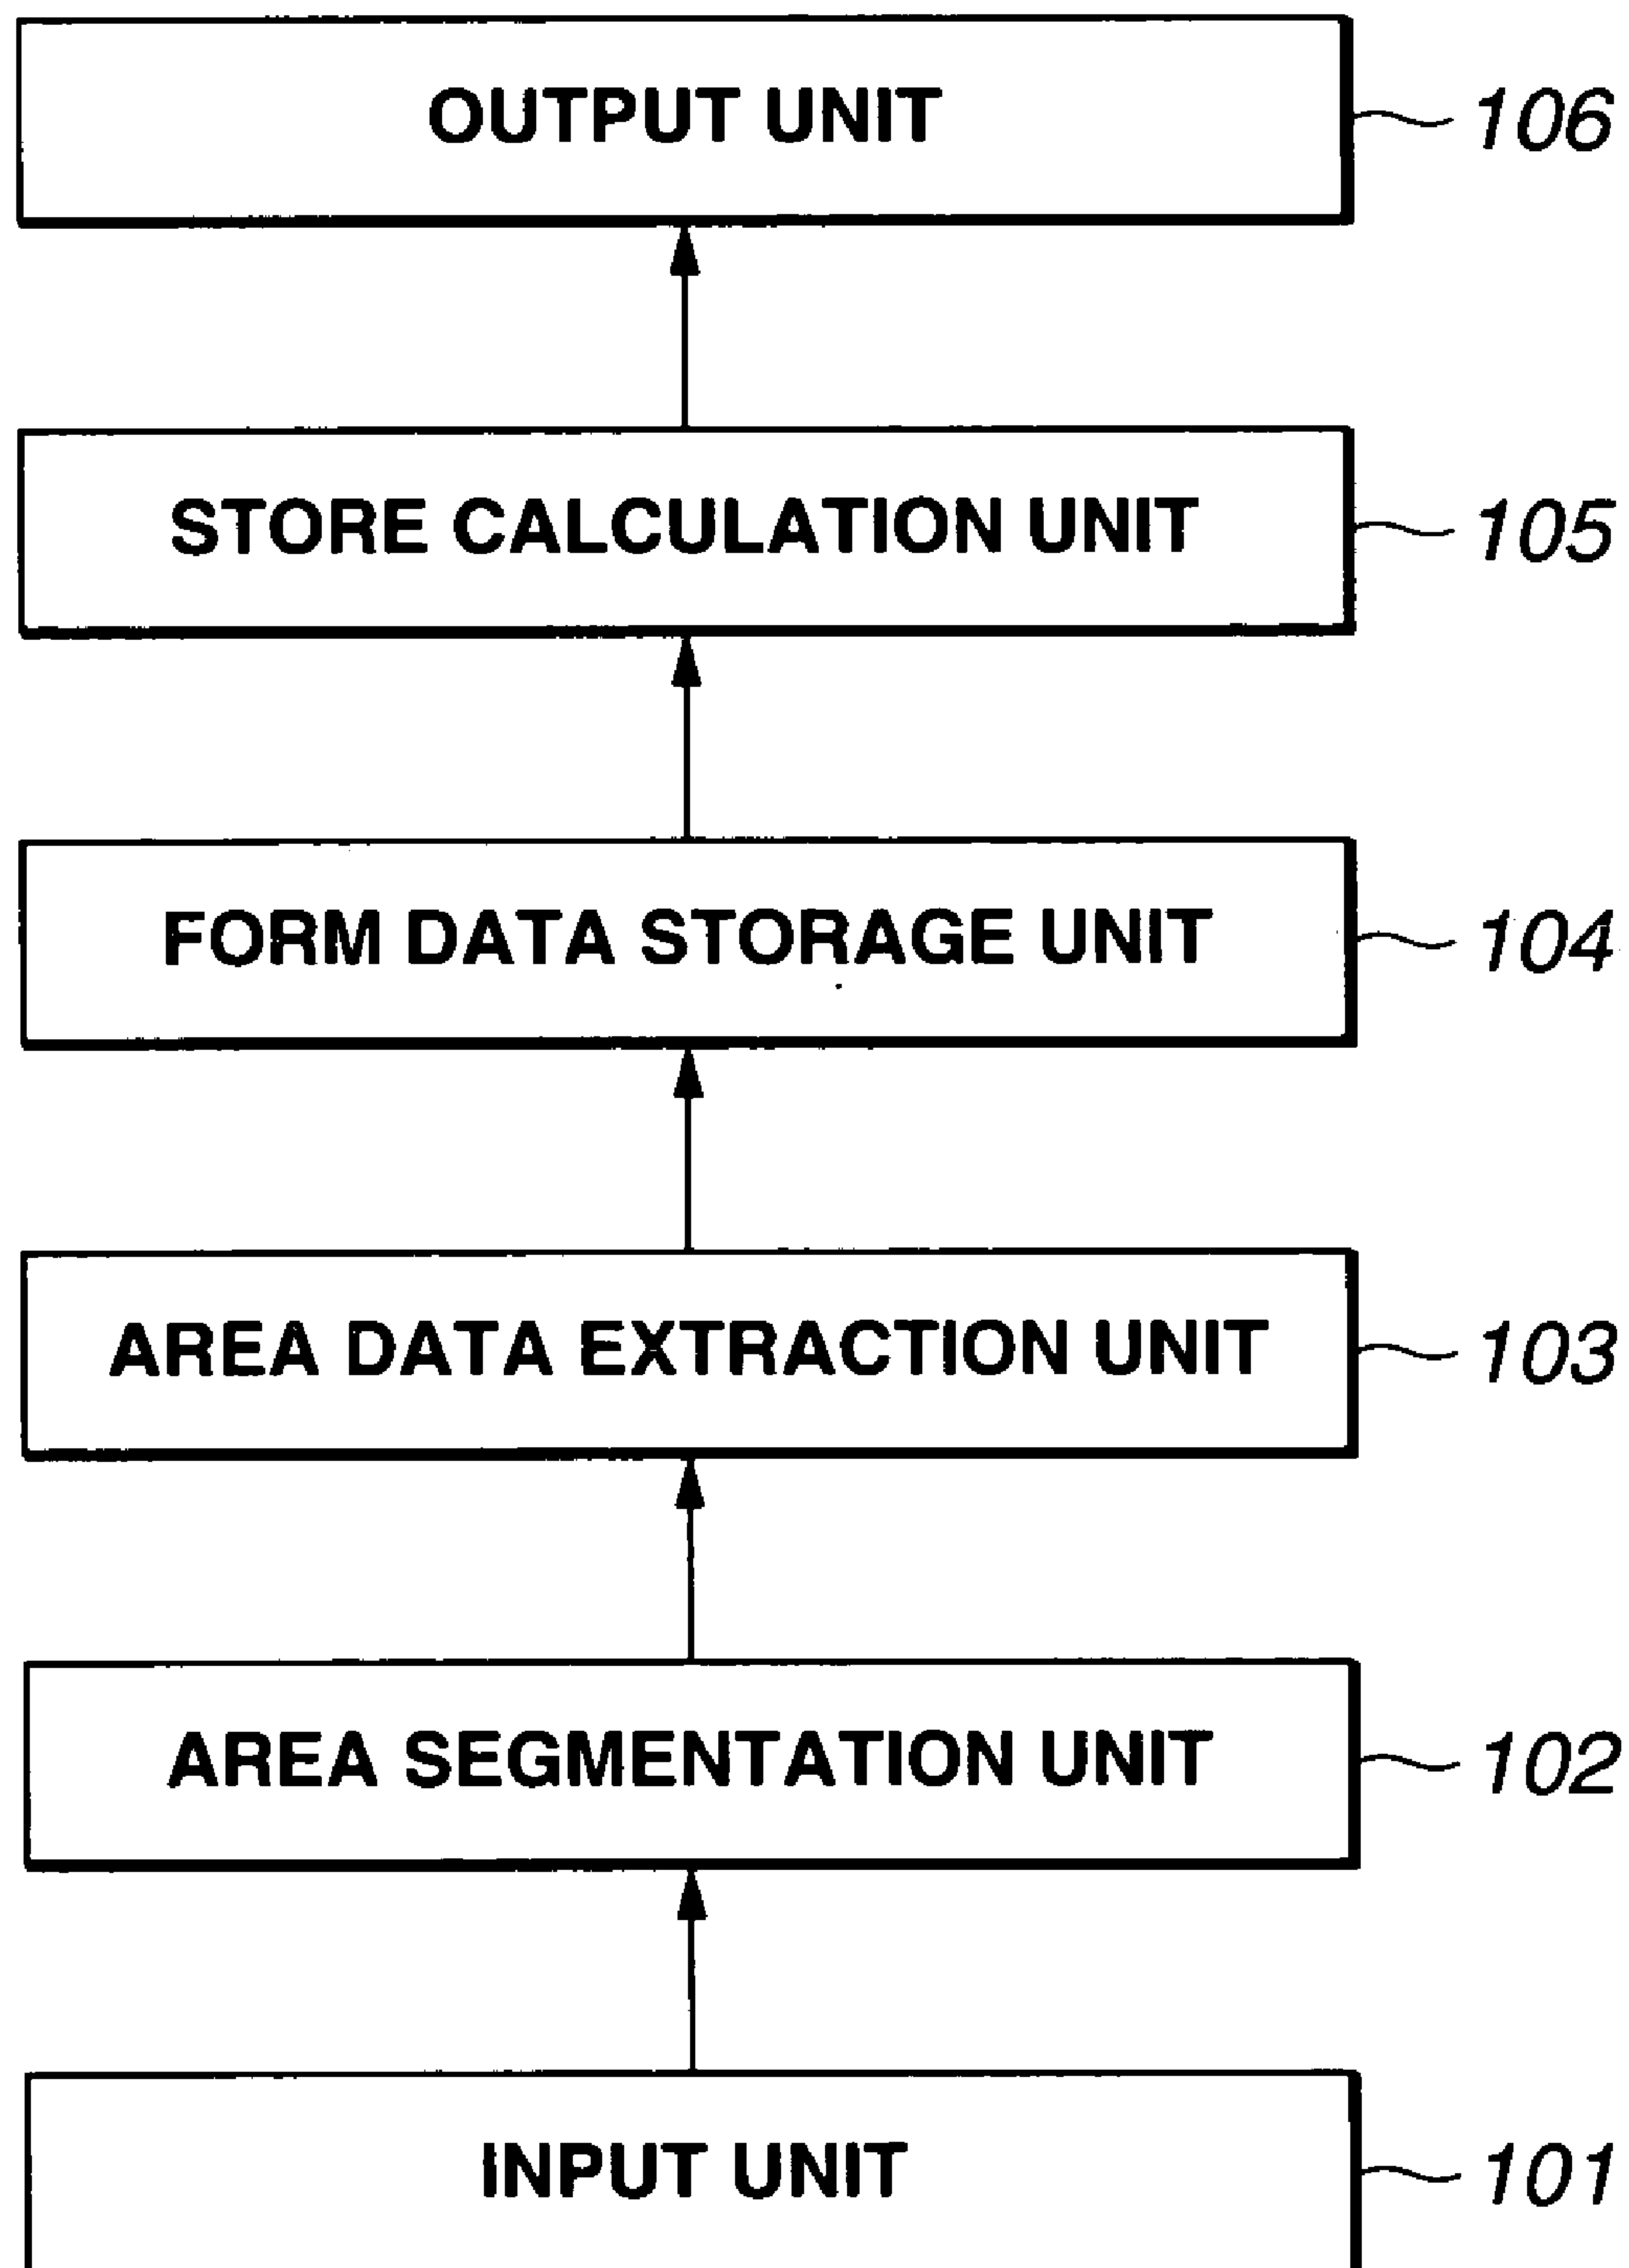 OUTPUT UNIT 106
STORE CALCULATION UNIT 105
FORM DATA STORAGE UNIT 104
AREA DATA EXTRACTION UNIT 103
AREA SEGMENTATION UNIT 102
INPUT UNIT 101